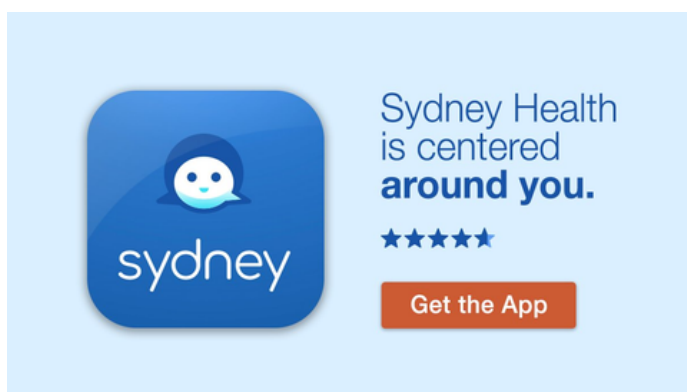 sydney
Sydney Health
is centered
around you.
Get the App